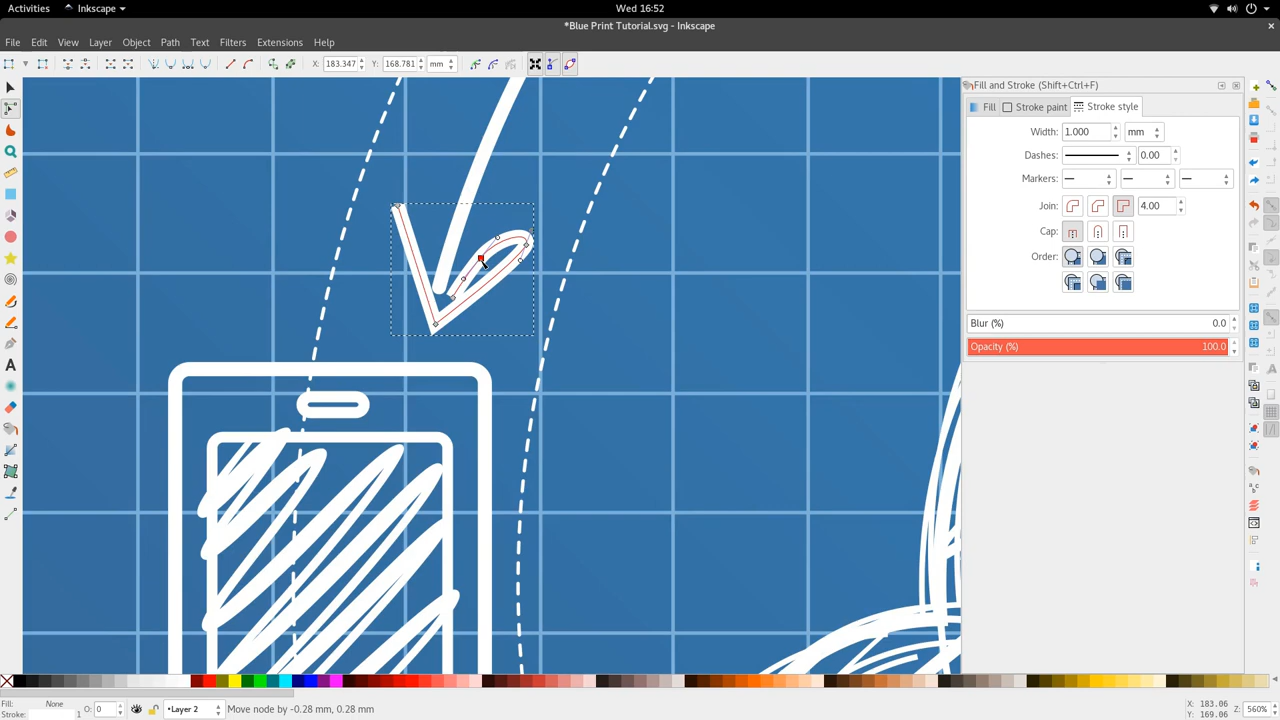 Activities Inkscape Wed 16:52
*Blue Print Tutorial.svg - Inkscape
File Edit View Layer Object Path Text Filters Extensions Help
X: 183.347 Y: 168.781 mm
Fill and Stroke (Shift+Ctrl+F)
Fill Stroke paint Stroke style
Width: 1.000 mm
Dashes: 0.00
Markers:
Join: 4.00
Cap:
Order:
Blur (%) 0.0
Opacity (%) 100.0
Fill:
Stroke: 1
O: 0
Layer 2
Move node by -0.28 mm, 0.28 mm
X: 183.06
Y: 169.06
Z: 560%